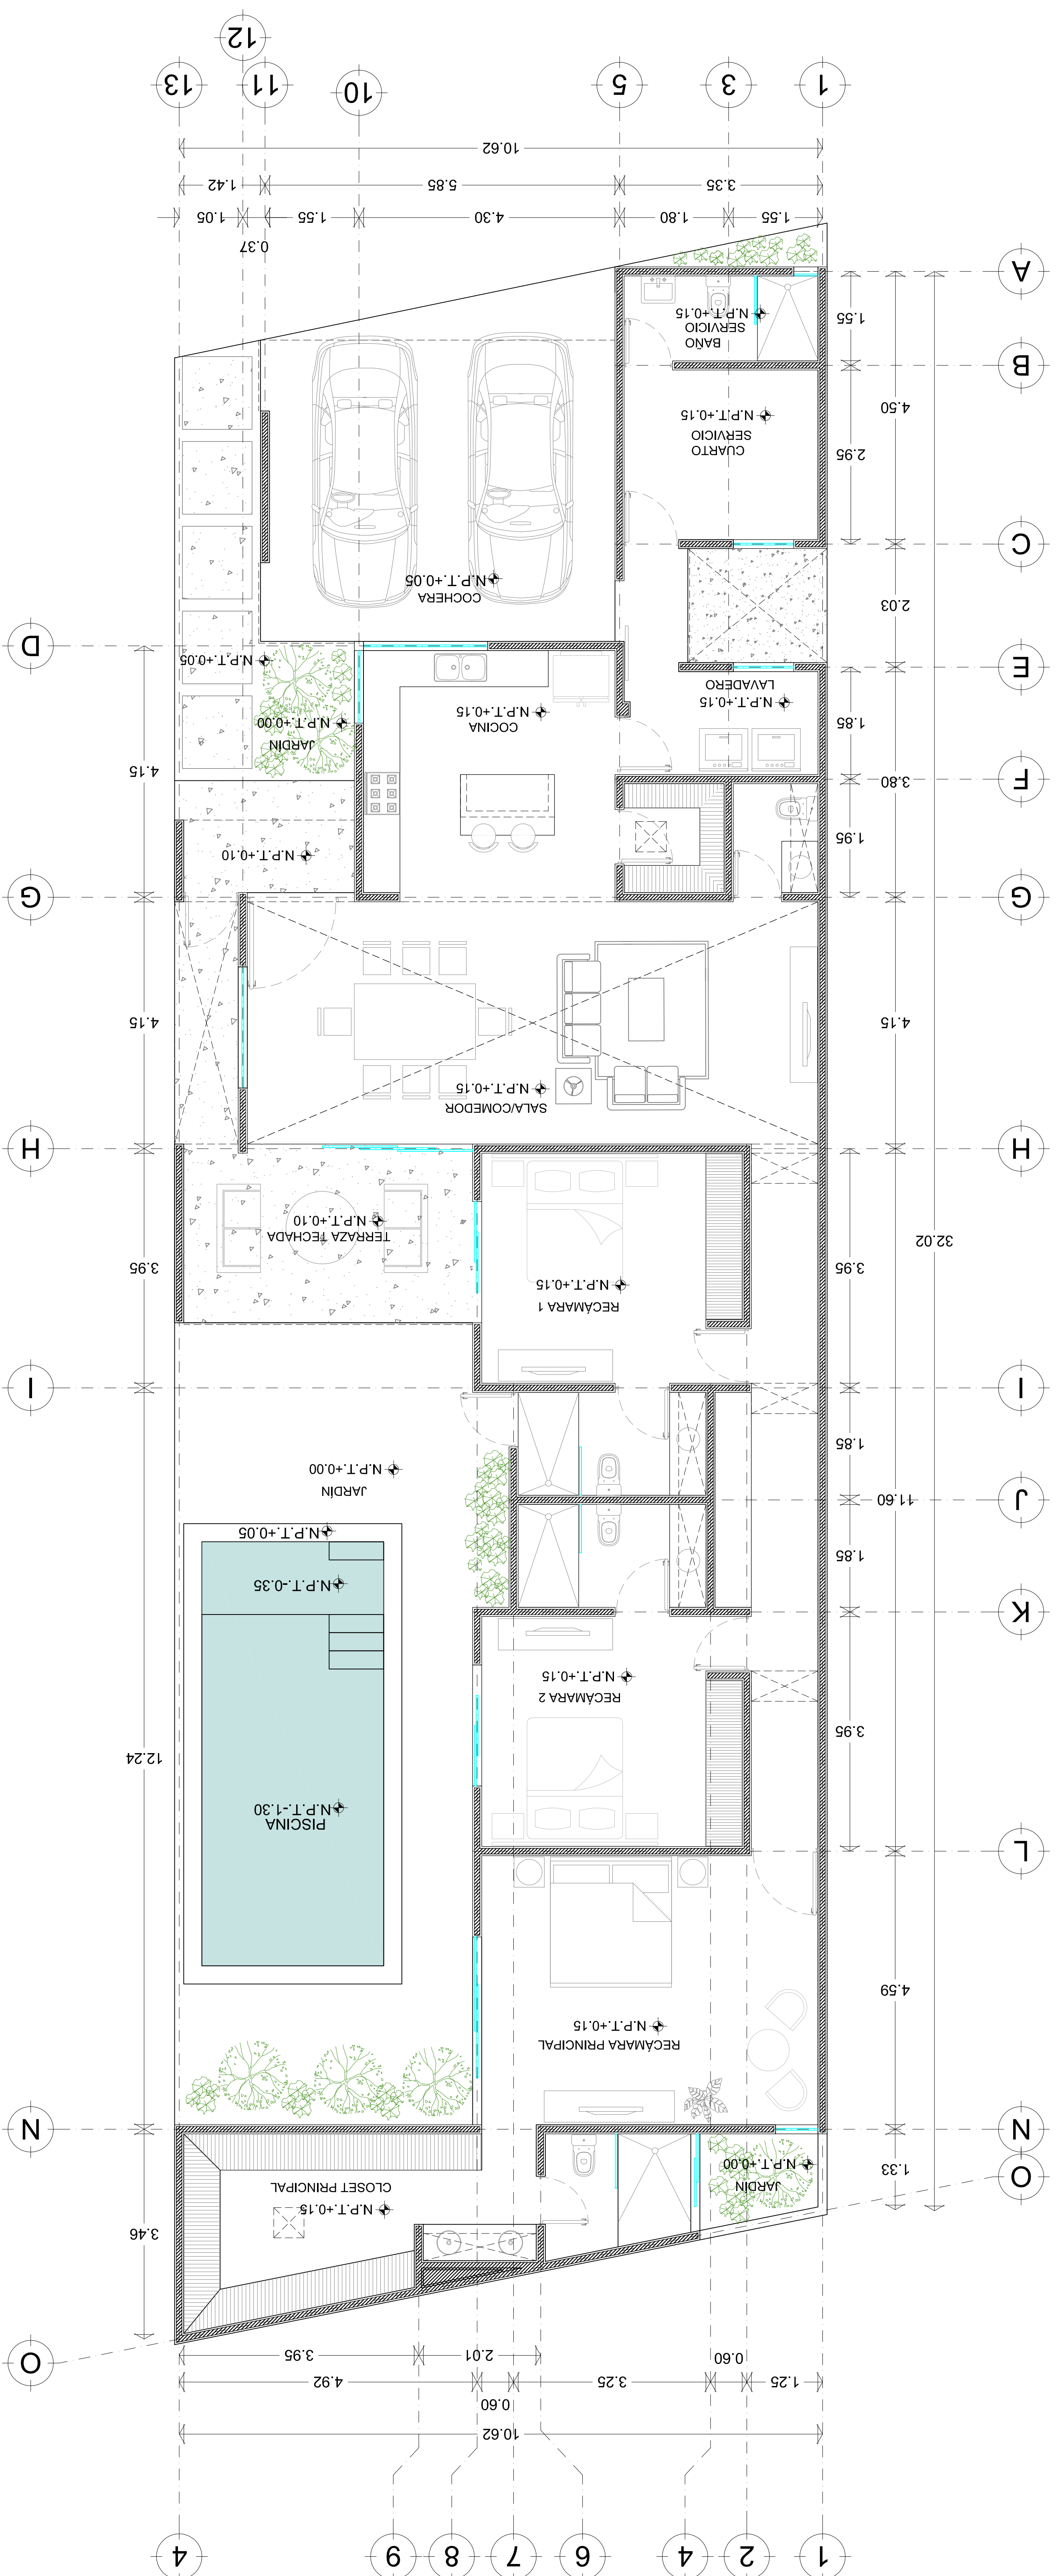 1
2
4
6
7
8
9
4
10.62
0.60
1.25
0.60
3.25
4.92
2.01
3.95
O
O
N
N
L
K
J
I
I
H
H
G
G
F
E
D
C
B
A
1.33
3.46
4.59
12.24
3.95
11.60
1.85
1.85
3.95
3.95
32.02
4.15
4.15
1.95
3.80
1.85
4.15
2.03
2.95
4.50
1.55
N.P.T.+0.15
CLOSET PRINCIPAL
JARDÍN
N.P.T.+0.00
RECÁMARA PRINCIPAL
N.P.T.+0.15
PISCINA
N.P.T.-1.30
RECÁMARA 2
N.P.T.+0.15
N.P.T.-0.35
N.P.T.+0.05
JARDÍN
N.P.T.+0.00
RECÁMARA 1
N.P.T.+0.15
TERRAZA TECHADA
N.P.T.+0.10
SALA/COMEDOR
N.P.T.+0.15
N.P.T.+0.10
COCINA
N.P.T.+0.15
JARDÍN
N.P.T.+0.00
N.P.T.+0.15
LAVADERO
N.P.T.+0.05
COCHERA
N.P.T.+0.05
CUARTO
SERVICIO
N.P.T.+0.15
BAÑO
SERVICIO
N.P.T.+0.15
0.37
1.55
1.80
4.30
1.55
1.05
3.35
5.85
1.42
10.62
1
3
5
10
11
13
12